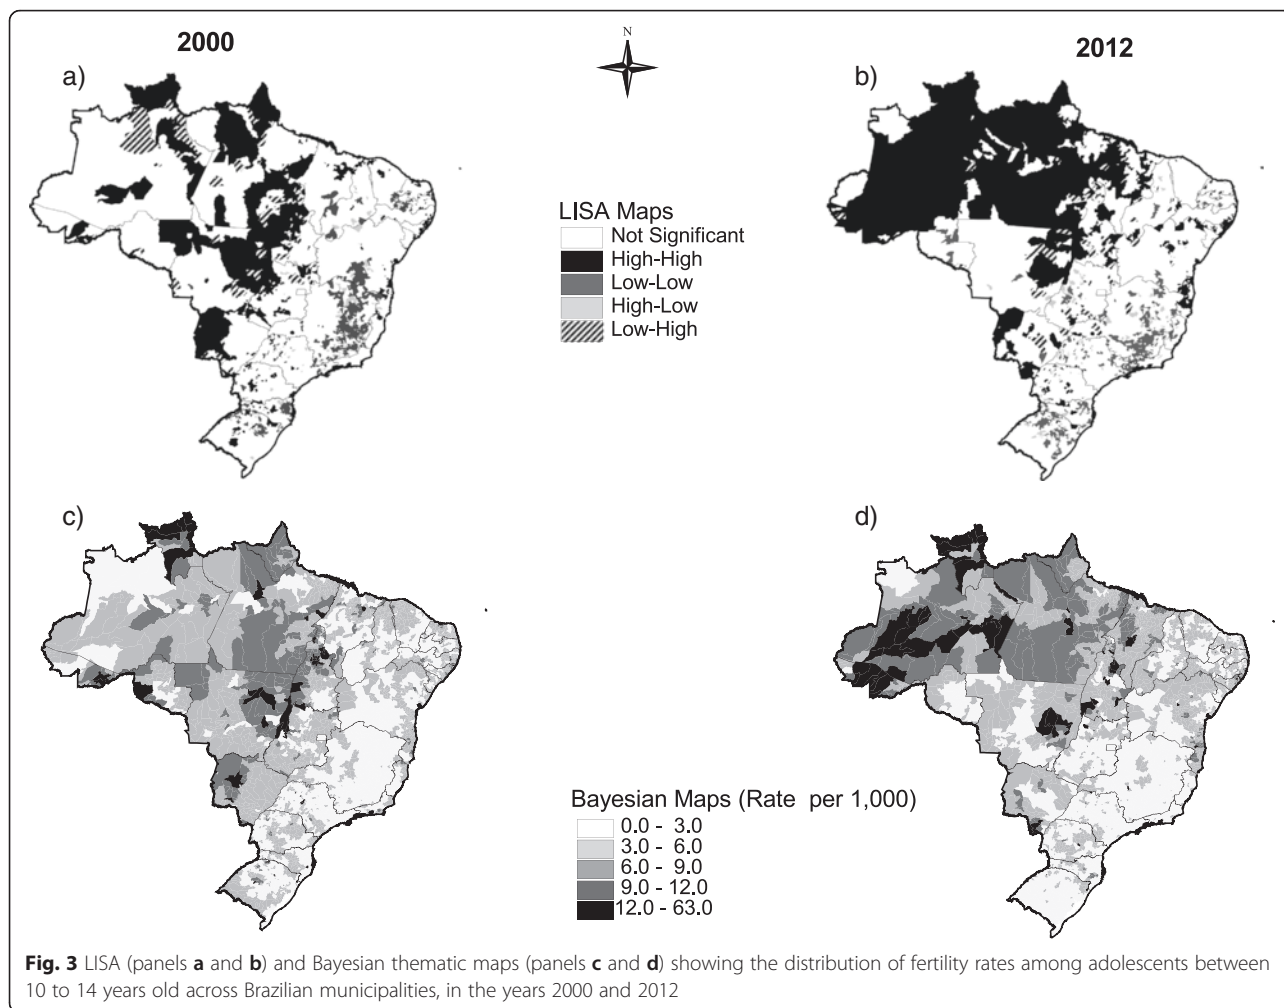 2000
N
2012
a)
b)
LISA Maps
Not Significant
High-High
Low-Low
High-Low
Low-High
c)
d)
Bayesian Maps (Rate per 1,000)
0.0 - 3.0
3.0 - 6.0
6.0 - 9.0
9.0 - 12.0
12.0 - 63.0
Fig. 3 LISA (panels a and b) and Bayesian thematic maps (panels c and d) showing the distribution of fertility rates among adolescents between
10 to 14 years old across Brazilian municipalities, in the years 2000 and 2012